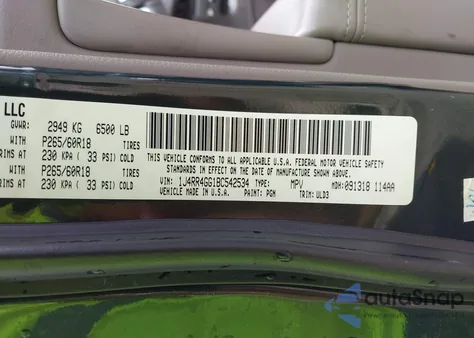 LLC
GVWR: 2949 KG 6500 LB
P265/60R18 TIRES
RIMS AT 230 KPA ( 33 PSI) COLD
P265/60R18 TIRES
RIMS AT 230 KPA ( 33 PSI) COLD
THIS VEHICLE CONFORMS TO ALL APPLICABLE U.S.A. FEDERAL MOTOR VEHICLE SAFETY
STANDARDS IN EFFECT ON THE DATE OF MANUFACTURE SHOWN ABOVE
VIN: 1J4RR4GG1BC542534 TYPE: MPV MDH: 091318 114AA
VEHICLE MADE IN U.S.A. PAINT: PGN TRIM: ULD3
autoSnap